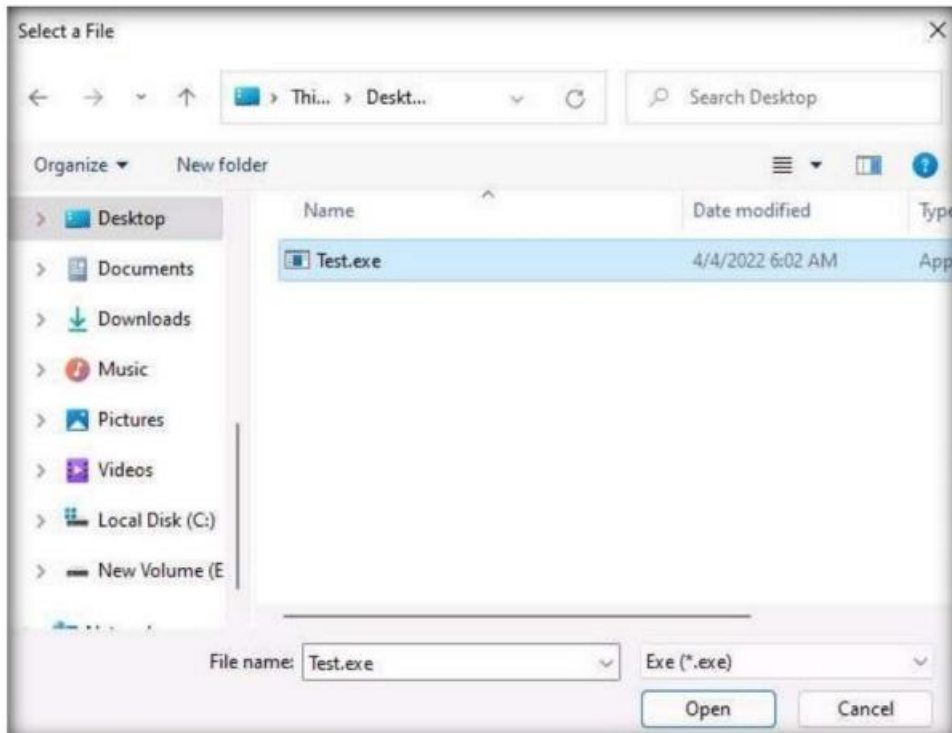 Select a File
Thi... Deskt...
Search Desktop
Organize New folder
Name Date modified Type
Test.exe 4/4/2022 6:02 AM App
Desktop
Documents
Downloads
Music
Pictures
Videos
Local Disk (C:)
New Volume (E
File name: Test.exe Exe (*.exe)
Open Cancel